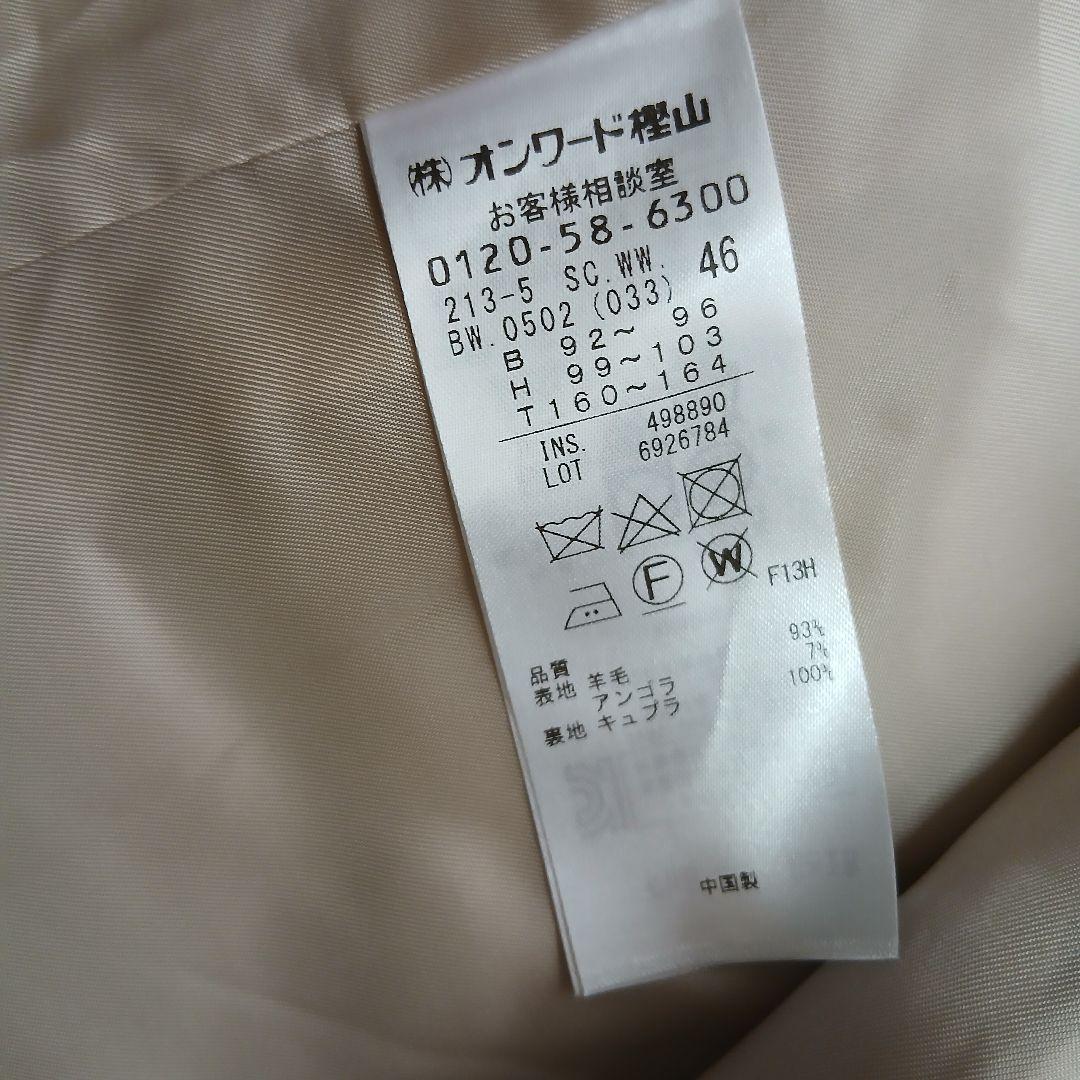 ㈱オンワード樫山
お客様相談室
0120-58-6300
213-5 SC.WW. 46
BW.0502 (033)
B 92～ 96
H 99～103
T160～164
INS. 498890
LOT 6926784
F W F13H
品質
表地 羊毛 93%
アンゴラ 7%
裏地 キュプラ 100%
中国製